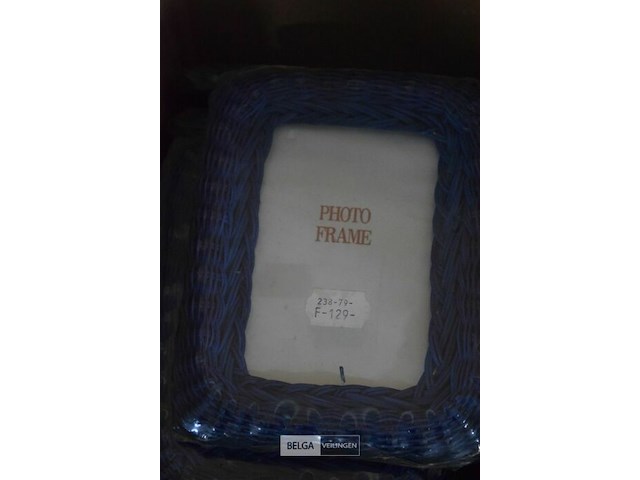 PHOTO
FRAME
238-79-
F-129-
BELGA VEILINGEN